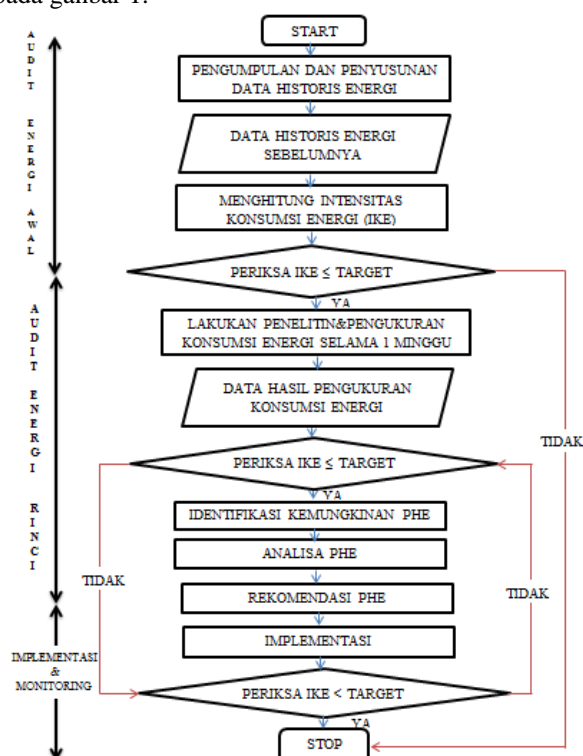 pada ganbar 1.
START
PENGUMPULAN DAN PENYUSUNAN
DATA HISTORIS ENERGI
DATA HISTORIS ENERGI
SEBELUMNYA
MENGHITUNG INTENSITAS
KONSUMSI ENERGI (IKE)
PERIKSA IKE ≤ TARGET
YA
LAKUKAN PENELITIN&PENGUKURAN
KONSUMSI ENERGI SELAMA 1 MINGGU
DATA HASIL PENGUKURAN
KONSUMSI ENERGI
PERIKSA IKE ≤ TARGET
YA
IDENTIFIKASI KEMUNGKINAN PHE
ANALISA PHE
REKOMENDASI PHE
IMPLEMENTASI
PERIKSA IKE < TARGET
YA
STOP
AUDIT ENERGI AWAL
AUDIT ENERGI RINCI
IMPLEMENTASI
&
MONITORING
TIDAK
TIDAK
TIDAK